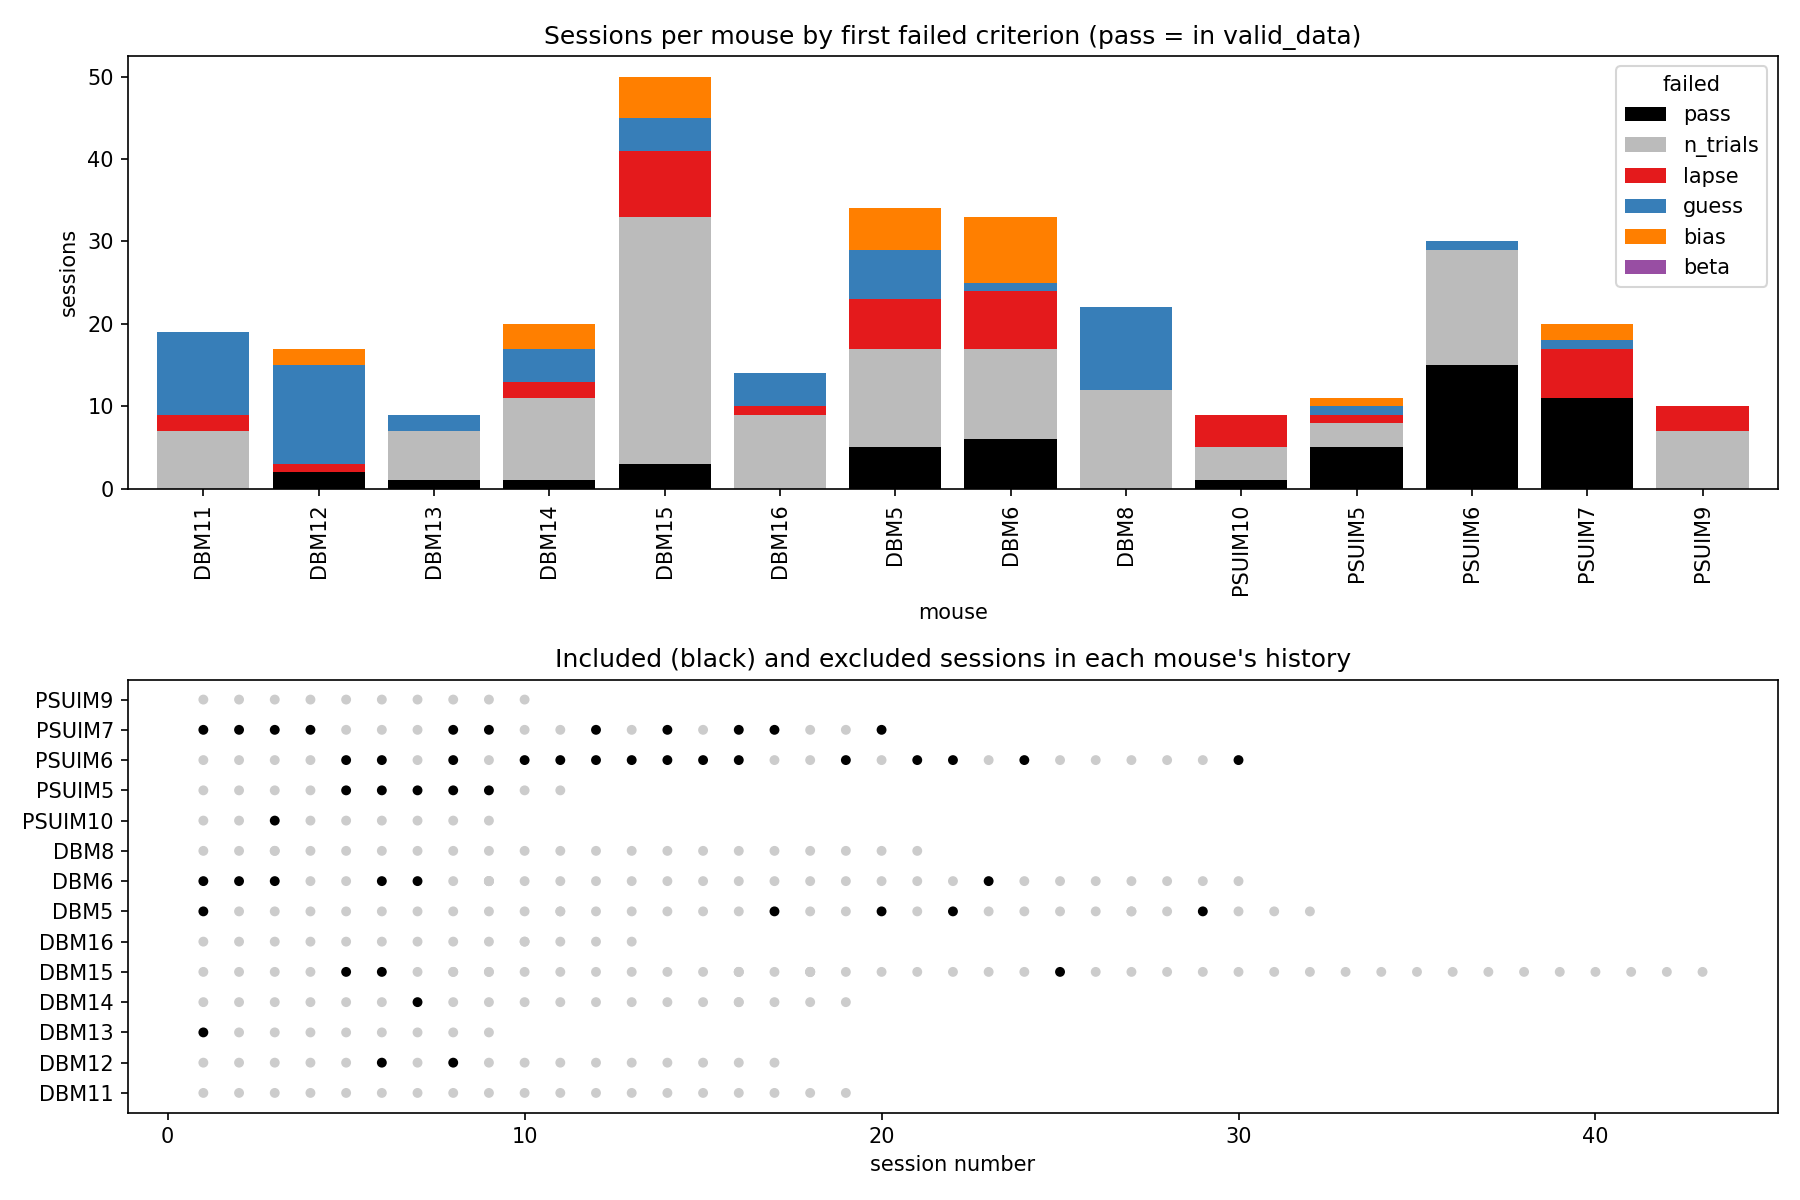 Sessions per mouse by first failed criterion (pass = in valid_data)
50
40
30
20
10
0
sessions
failed
pass
n_trials
lapse
guess
bias
beta
DBM11
DBM12
DBM13
DBM14
DBM15
DBM16
DBM5
DBM6
DBM8
PSUIM10
PSUIM5
PSUIM6
PSUIM7
PSUIM9
mouse
Included (black) and excluded sessions in each mouse's history
PSUIM9
PSUIM7
PSUIM6
PSUIM5
PSUIM10
DBM8
DBM6
DBM5
DBM16
DBM15
DBM14
DBM13
DBM12
DBM11
0
10
20
30
40
session number